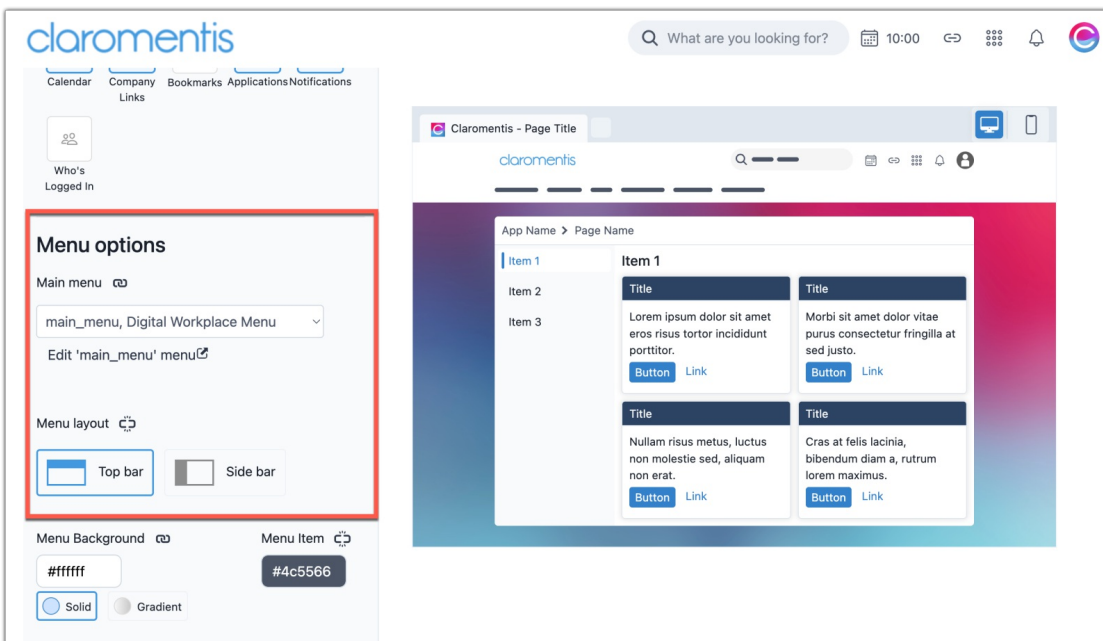 claromentis
What are you looking for?
10:00
Calendar
Company Links
Bookmarks
Applications
Notifications
Who's Logged In
Menu options
Main menu
main_menu, Digital Workplace Menu
Edit 'main_menu' menu
Menu layout
Top bar
Side bar
Menu Background
Menu Item
#ffffff
#4c5566
Solid
Gradient
Claromentis - Page Title
claromentis
App Name > Page Name
Item 1
Item 2
Item 3
Item 1
Title
Lorem ipsum dolor sit amet
eros risus tortor incididunt
porttitor.
Button Link
Title
Morbi sit amet dolor vitae
purus consectetur fringilla at
sed justo.
Button Link
Title
Nullam risus metus, luctus
non molestie sed, aliquam
non erat.
Button Link
Title
Cras at felis lacinia,
bibendum diam a, rutrum
lorem maximus.
Button Link